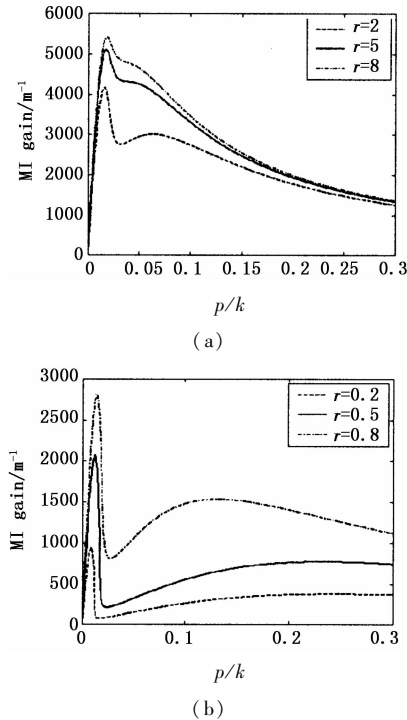 6000
5000
4000
3000
2000
1000
0
MI gain/m⁻¹
r=2
r=5
r=8
0 0.05 0.1 0.15 0.2 0.25 0.3
p/k
(a)
3000
2500
2000
1500
1000
500
0
MI gain/m⁻¹
r=0.2
r=0.5
r=0.8
0 0.1 0.2 0.3
p/k
(b)